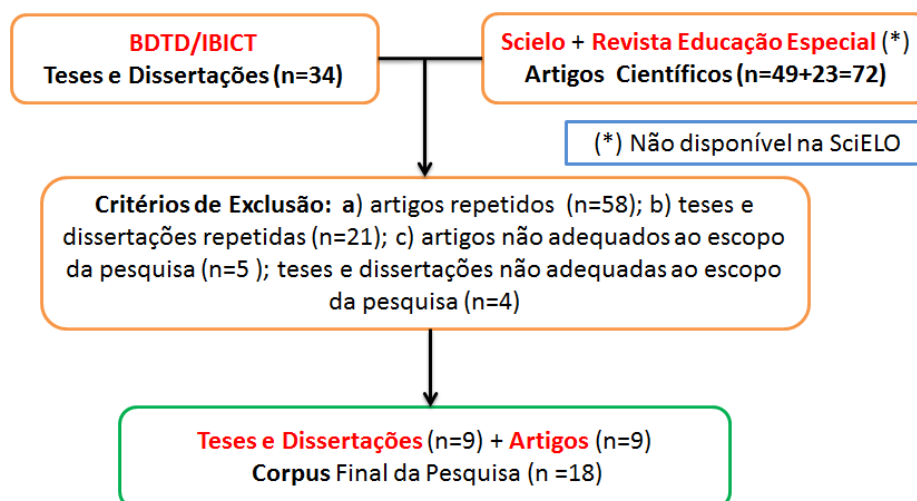 BDTD/IBICT
Teses e Dissertações (n=34)
Scielo + Revista Educação Especial (*)
Artigos Científicos (n=49+23=72)
(*) Não disponível na SciELO
Critérios de Exclusão: a) artigos repetidos (n=58); b) teses e
dissertações repetidas (n=21); c) artigos não adequados ao escopo
da pesquisa (n=5 ); teses e dissertações não adequadas ao escopo
da pesquisa (n=4)
Teses e Dissertações (n=9) + Artigos (n=9)
Corpus Final da Pesquisa (n =18)